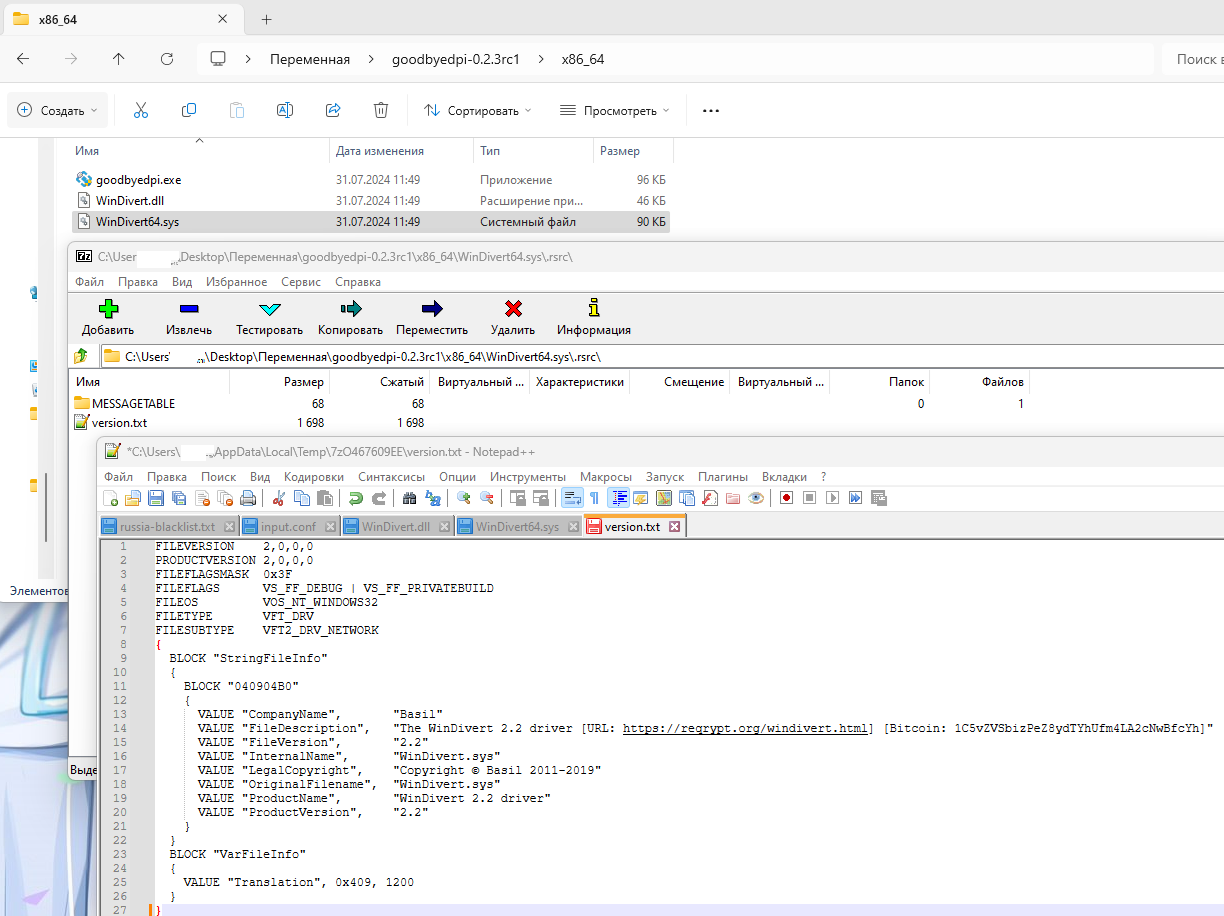 x86_64
Переменная > goodbyedpi-0.2.3rc1 > x86_64
Поиск в
Создать
Сортировать
Просмотреть
Имя Дата изменения Тип Размер
goodbyedpi.exe 31.07.2024 11:49 Приложение 96 КБ
WinDivert.dll 31.07.2024 11:49 Расширение при... 46 КБ
WinDivert64.sys 31.07.2024 11:49 Системный файл 90 КБ
Элементов
C:\User Desktop\Переменная\goodbyedpi-0.2.3rc1\x86_64\WinDivert64.sys\.rsrc\
Файл Правка Вид Избранное Сервис Справка
Добавить Извлечь Тестировать Копировать Переместить Удалить Информация
C:\Users' \Desktop\Переменная\goodbyedpi-0.2.3rc1\x86_64\WinDivert64.sys\.rsrc\
Имя Размер Сжатый Виртуальный ... Характеристики Смещение Виртуальный ... Папок Файлов
MESSAGETABLE 68 68 0 1
version.txt 1 698 1 698
Выде
*C:\Users\ AppData\Local\Temp\7zO467609EE\version.txt - Notepad++
Файл Правка Поиск Вид Кодировки Синтаксисы Опции Инструменты Макросы Запуск Плагины Вкладки ?
russia-blacklist.txt input.conf WinDivert.dll WinDivert64.sys version.txt
1 FILEVERSION 2,0,0,0
2 PRODUCTVERSION 2,0,0,0
3 FILEFLAGSMASK 0x3F
4 FILEFLAGS VS_FF_DEBUG | VS_FF_PRIVATEBUILD
5 FILEOS VOS_NT_WINDOWS32
6 FILETYPE VFT_DRV
7 FILESUBTYPE VFT2_DRV_NETWORK
8 {
9 BLOCK "StringFileInfo"
10 {
11 BLOCK "040904B0"
12 {
13 VALUE "CompanyName", "Basil"
14 VALUE "FileDescription", "The WinDivert 2.2 driver [URL: https://reqrypt.org/windivert.html] [Bitcoin: 1C5vZVSbizPeZ8ydTYhUfm4LA2cNwBfcYh]"
15 VALUE "FileVersion", "2.2"
16 VALUE "InternalName", "WinDivert.sys"
17 VALUE "LegalCopyright", "Copyright © Basil 2011-2019"
18 VALUE "OriginalFilename", "WinDivert.sys"
19 VALUE "ProductName", "WinDivert 2.2 driver"
20 VALUE "ProductVersion", "2.2"
21 }
22 }
23 BLOCK "VarFileInfo"
24 {
25 VALUE "Translation", 0x409, 1200
26 }
27 }